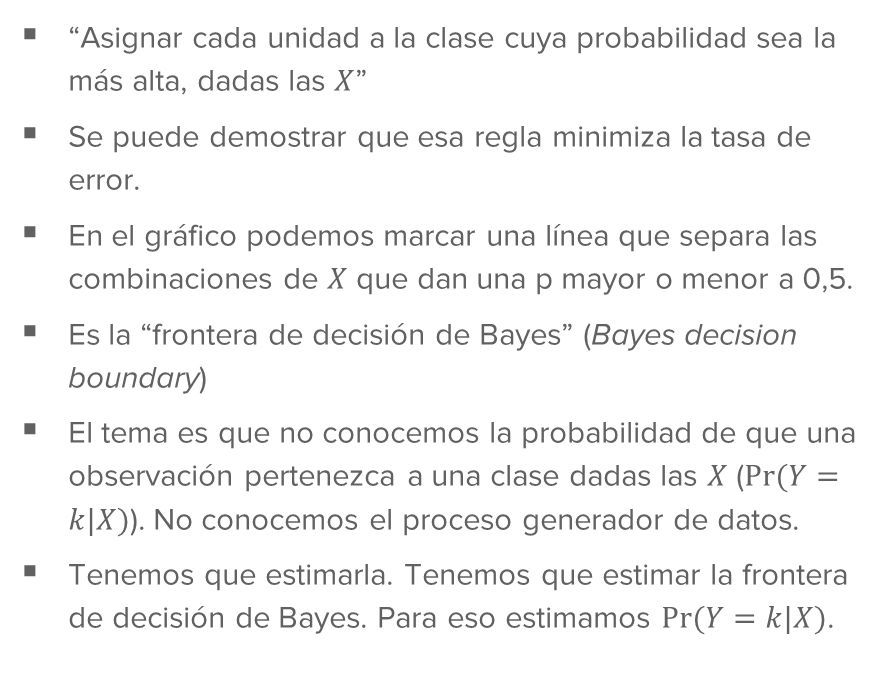 ▪ “Asignar cada unidad a la clase cuya probabilidad sea la
más alta, dadas las X”
▪ Se puede demostrar que esa regla minimiza la tasa de
error.
▪ En el gráfico podemos marcar una línea que separa las
combinaciones de X que dan una p mayor o menor a 0,5.
▪ Es la “frontera de decisión de Bayes” (Bayes decision
boundary)
▪ El tema es que no conocemos la probabilidad de que una
observación pertenezca a una clase dadas las X (Pr(Y =
k|X)). No conocemos el proceso generador de datos.
▪ Tenemos que estimarla. Tenemos que estimar la frontera
de decisión de Bayes. Para eso estimamos Pr(Y = k|X).